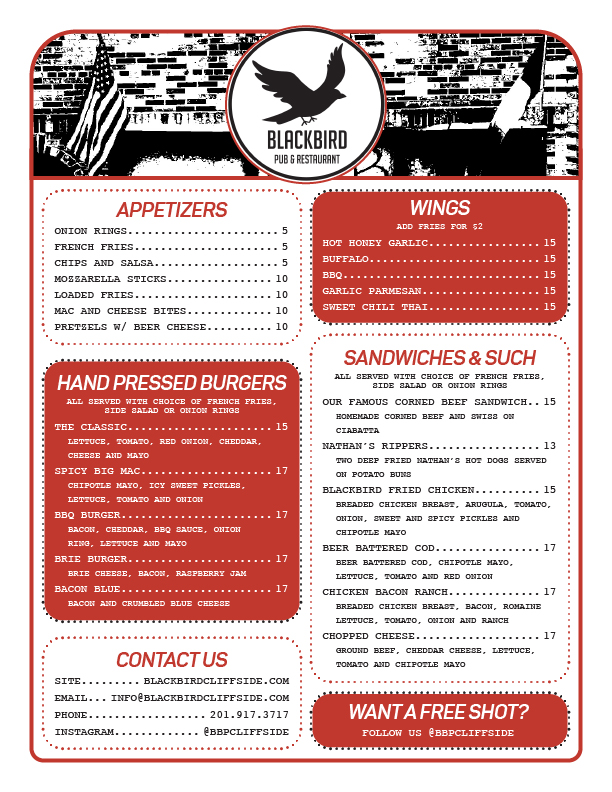 BLACKBIRD
PUB & RESTAURANT
APPETIZERS
ONION RINGS....................... 5
FRENCH FRIES...................... 5
CHIPS AND SALSA................... 5
MOZZARELLA STICKS................ 10
LOADED FRIES..................... 10
MAC AND CHEESE BITES............. 10
PRETZELS W/ BEER CHEESE.......... 10
HAND PRESSED BURGERS
ALL SERVED WITH CHOICE OF FRENCH FRIES,
SIDE SALAD OR ONION RINGS
THE CLASSIC...................... 15
LETTUCE, TOMATO, RED ONION, CHEDDAR,
CHEESE AND MAYO
SPICY BIG MAC.................... 17
CHIPOTLE MAYO, ICY SWEET PICKLES,
LETTUCE, TOMATO AND ONION
BBQ BURGER....................... 17
BACON, CHEDDAR, BBQ SAUCE, ONION
RING, LETTUCE AND MAYO
BRIE BURGER...................... 17
BRIE CHEESE, BACON, RASPBERRY JAM
BACON BLUE....................... 17
BACON AND CRUMBLED BLUE CHEESE
CONTACT US
SITE......... BLACKBIRDCLIFFSIDE.COM
EMAIL... INFO@BLACKBIRDCLIFFSIDE.COM
PHONE.................. 201.917.3717
INSTAGRAM............. @BBPCLIFFSIDE
WINGS
ADD FRIES FOR $2
HOT HONEY GARLIC................. 15
BUFFALO.......................... 15
BBQ.............................. 15
GARLIC PARMESAN.................. 15
SWEET CHILI THAI................. 15
SANDWICHES & SUCH
ALL SERVED WITH CHOICE OF FRENCH FRIES,
SIDE SALAD OR ONION RINGS
OUR FAMOUS CORNED BEEF SANDWICH.. 15
HOMEMADE CORNED BEEF AND SWISS ON
CIABATTA
NATHAN'S RIPPERS................. 13
TWO DEEP FRIED NATHAN'S HOT DOGS SERVED
ON POTATO BUNS
BLACKBIRD FRIED CHICKEN.......... 15
BREADED CHICKEN BREAST, ARUGULA, TOMATO,
ONION, SWEET AND SPICY PICKLES AND
CHIPOTLE MAYO
BEER BATTERED COD................ 17
BEER BATTERED COD, CHIPOTLE MAYO,
LETTUCE, TOMATO AND RED ONION
CHICKEN BACON RANCH.............. 17
BREADED CHICKEN BREAST, BACON, ROMAINE
LETTUCE, TOMATO, ONION AND RANCH
CHOPPED CHEESE................... 17
GROUND BEEF, CHEDDAR CHEESE, LETTUCE,
TOMATO AND CHIPOTLE MAYO
WANT A FREE SHOT?
FOLLOW US @BBPCLIFFSIDE